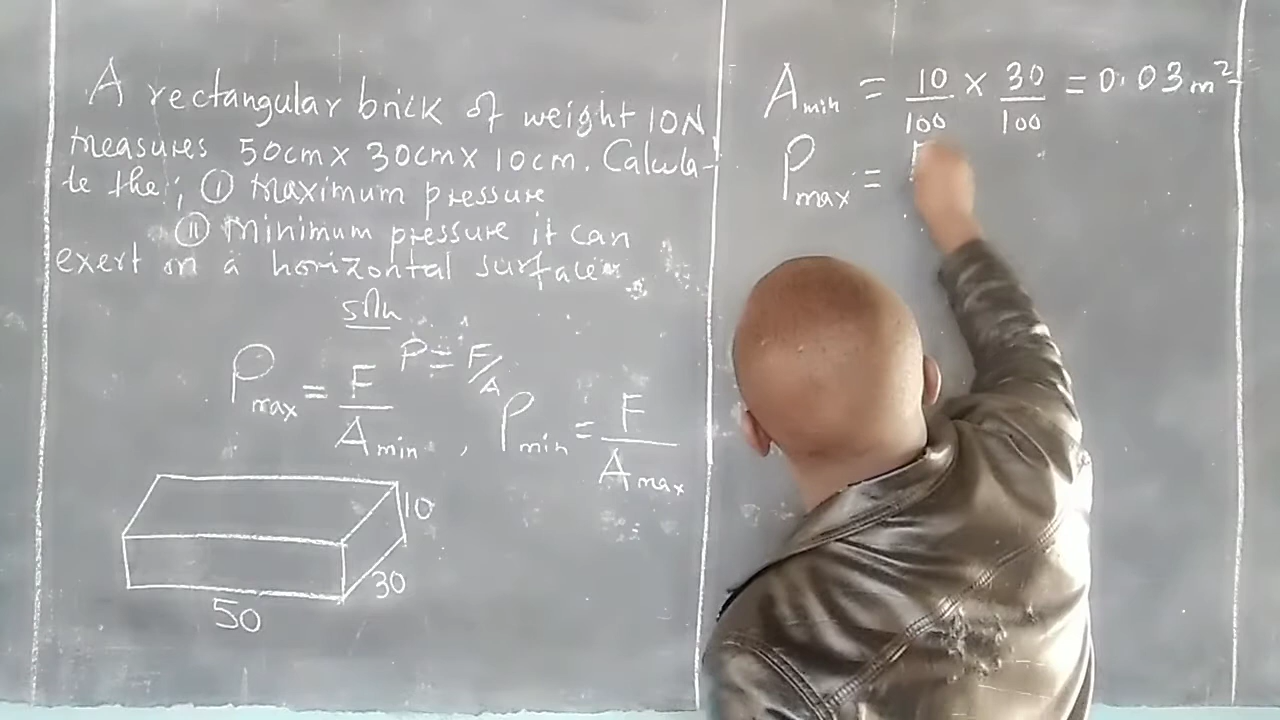 A rectangular brick of weight 10N
measures 50cm x 30cm x 10cm. Calcula-
te the; (i) Maximum pressure
(ii) Minimum pressure it can
exert on a horizontal surface.
soln
P = F/A
Pmax = F/Amin , Pmin = F/Amax
10
30
50
Amin = 10/100 x 30/100 = 0.03m²
Pmax =